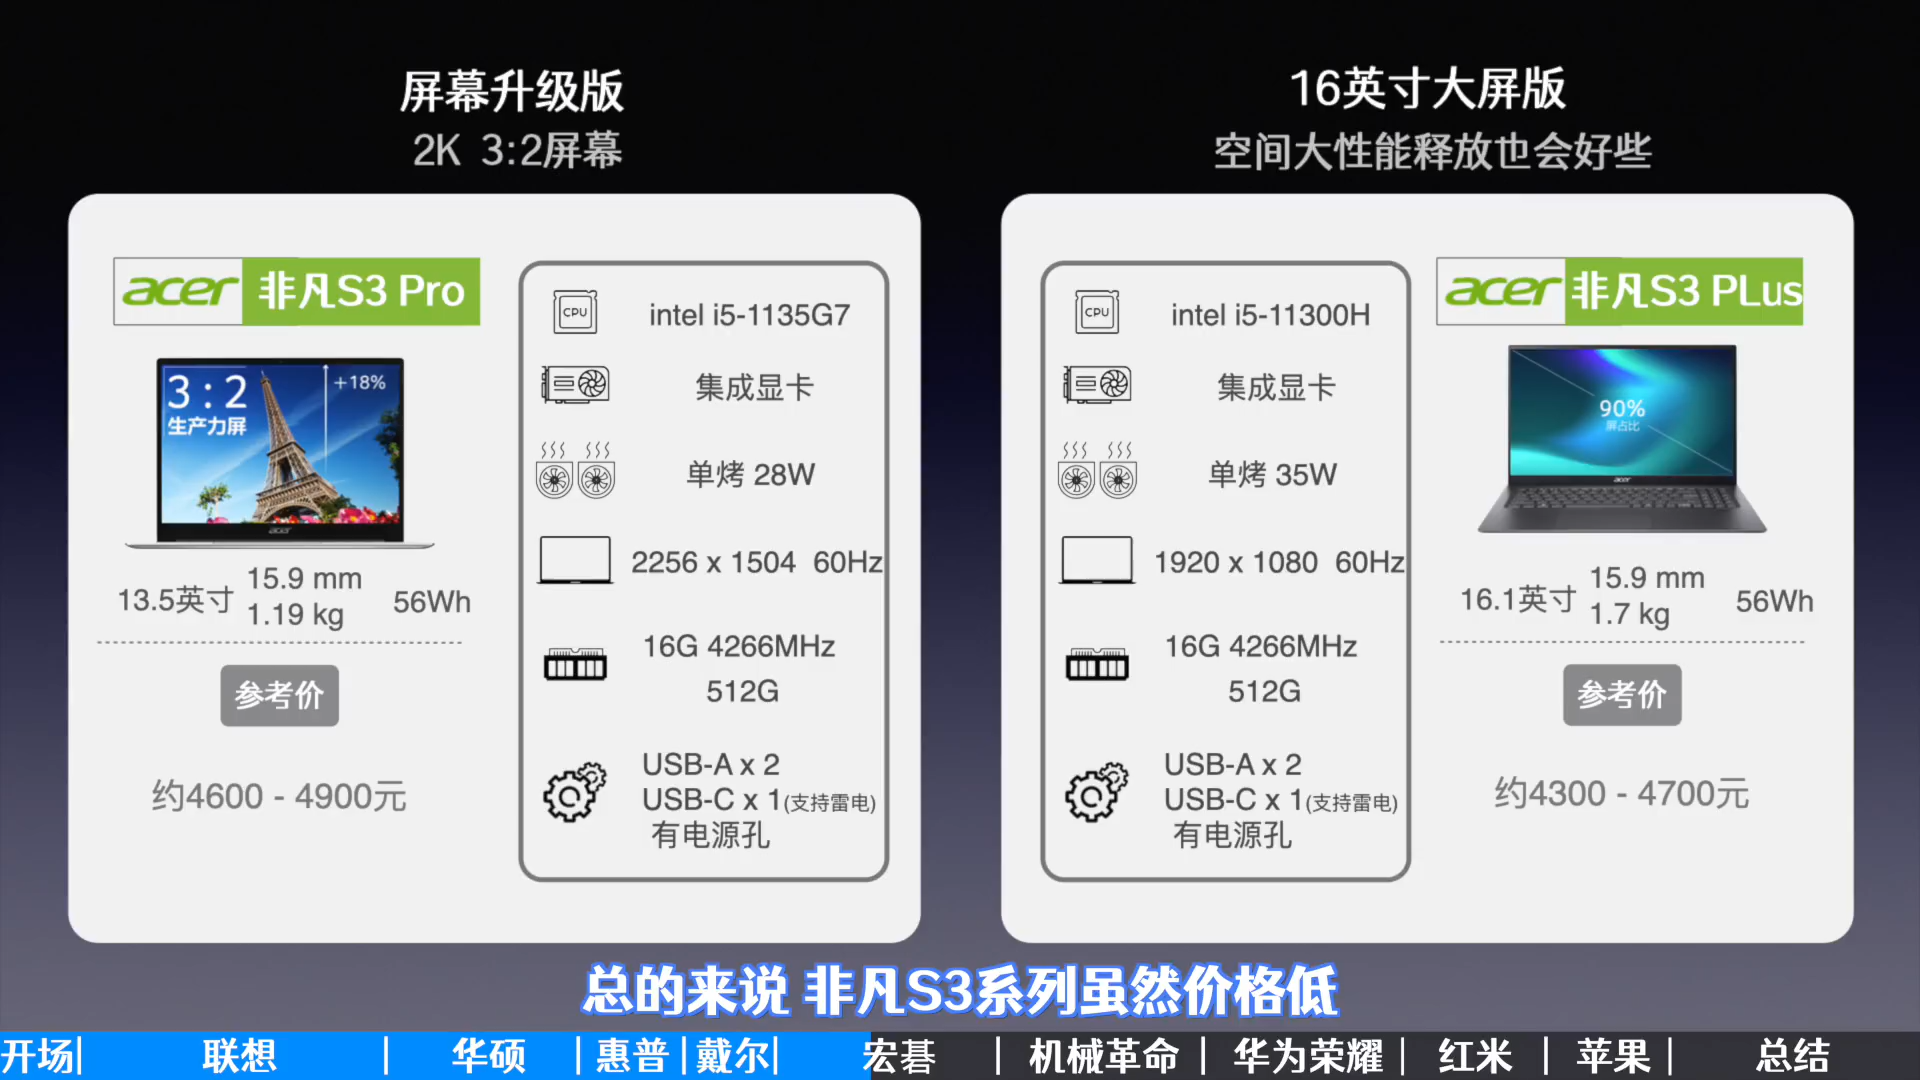 屏幕升级版
2K 3:2屏幕
acer 非凡S3 Pro
3:2
+18%
生产力屏
acer
13.5英寸
15.9 mm
1.19 kg
56Wh
参考价
约4600 - 4900元
CPU
intel i5-1135G7
集成显卡
单烤 28W
2256 x 1504 60Hz
16G 4266MHz
512G
USB-A x 2
USB-C x 1(支持雷电)
有电源孔
16英寸大屏版
空间大性能释放也会好些
CPU
intel i5-11300H
集成显卡
单烤 35W
1920 x 1080 60Hz
16G 4266MHz
512G
USB-A x 2
USB-C x 1(支持雷电)
有电源孔
acer 非凡S3 PLus
90%
屏占比
acer
16.1英寸
15.9 mm
1.7 kg
56Wh
参考价
约4300 - 4700元
总的来说 非凡S3系列虽然价格低
开场| 联想 | 华硕 |惠普|戴尔| 宏碁 | 机械革命 | 华为荣耀 | 红米 | 苹果 | 总结